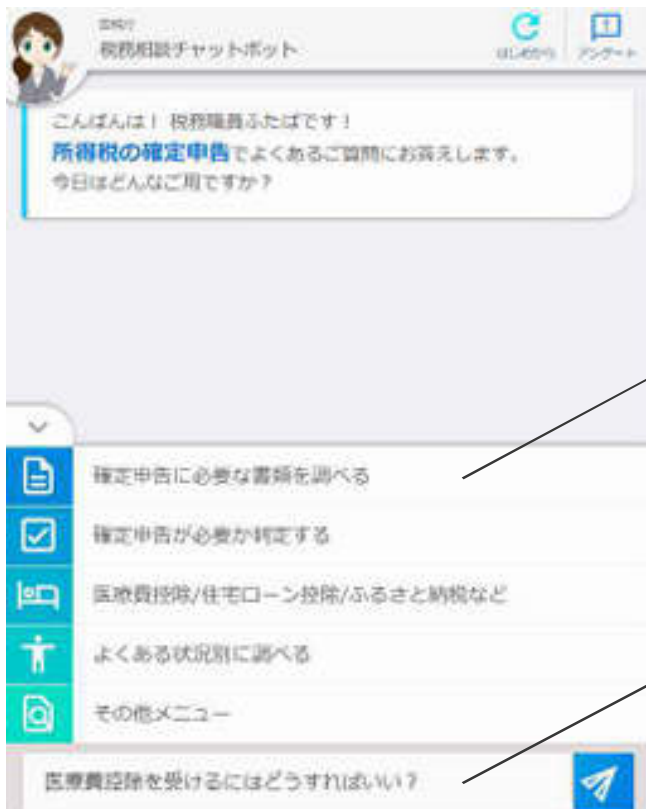 国税庁
税務相談チャットボット
はじめから
アンケート
こんばんは！ 税務職員ふたばです！
所得税の確定申告でよくあるご質問にお答えします。
今日はどんなご用ですか？
確定申告に必要な書類を調べる
確定申告が必要か判定する
医療費控除/住宅ローン控除/ふるさと納税など
よくある状況別に調べる
その他メニュー
医療費控除を受けるにはどうすればいい？